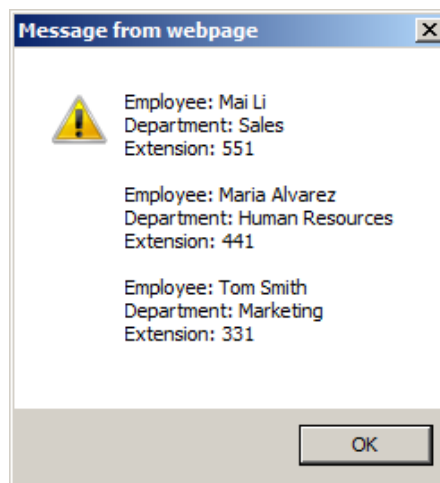 Message from webpage
Employee: Mai Li
Department: Sales
Extension: 551
Employee: Maria Alvarez
Department: Human Resources
Extension: 441
Employee: Tom Smith
Department: Marketing
Extension: 331
OK